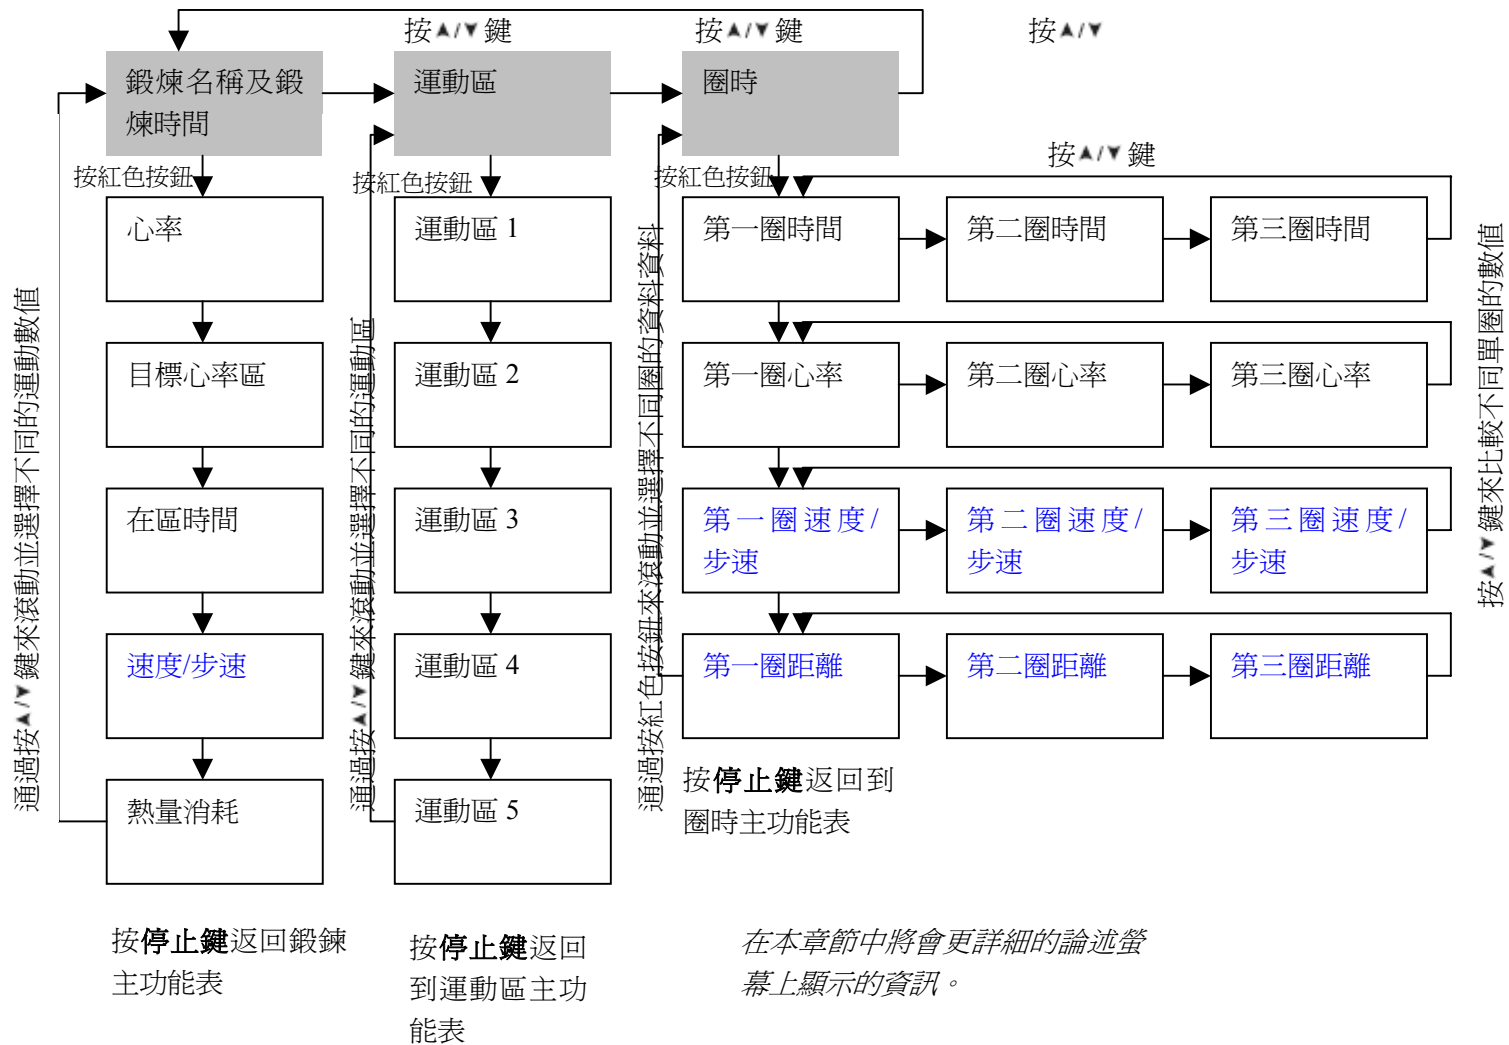 按▲/▼鍵
按▲/▼鍵
按▲/▼
鍛煉名稱及鍛
煉時間
運動區
圈時
按▲/▼鍵
按紅色按鈕
按紅色按鈕
按紅色按鈕
心率
運動區 1
第一圈時間
第二圈時間
第三圈時間
目標心率區
運動區 2
第一圈心率
第二圈心率
第三圈心率
在區時間
運動區 3
第一圈速度/
步速
第二圈速度/
步速
第三圈速度/
步速
速度/步速
運動區 4
第一圈距離
第二圈距離
第三圈距離
熱量消耗
運動區 5
通過按▲/▼鍵來滾動並選擇不同的運動數值
通過按▲/▼鍵來滾動並選擇不同的運動區
通過按紅色按鈕來滾動並選擇不同圈的資料資料
按▲/▼鍵來比較不同單圈的數值
按停止鍵返回到
圈時主功能表
按停止鍵返回鍛鍊
主功能表
按停止鍵返回
到運動區主功
能表
在本章節中將會更詳細的論述螢
幕上顯示的資訊。